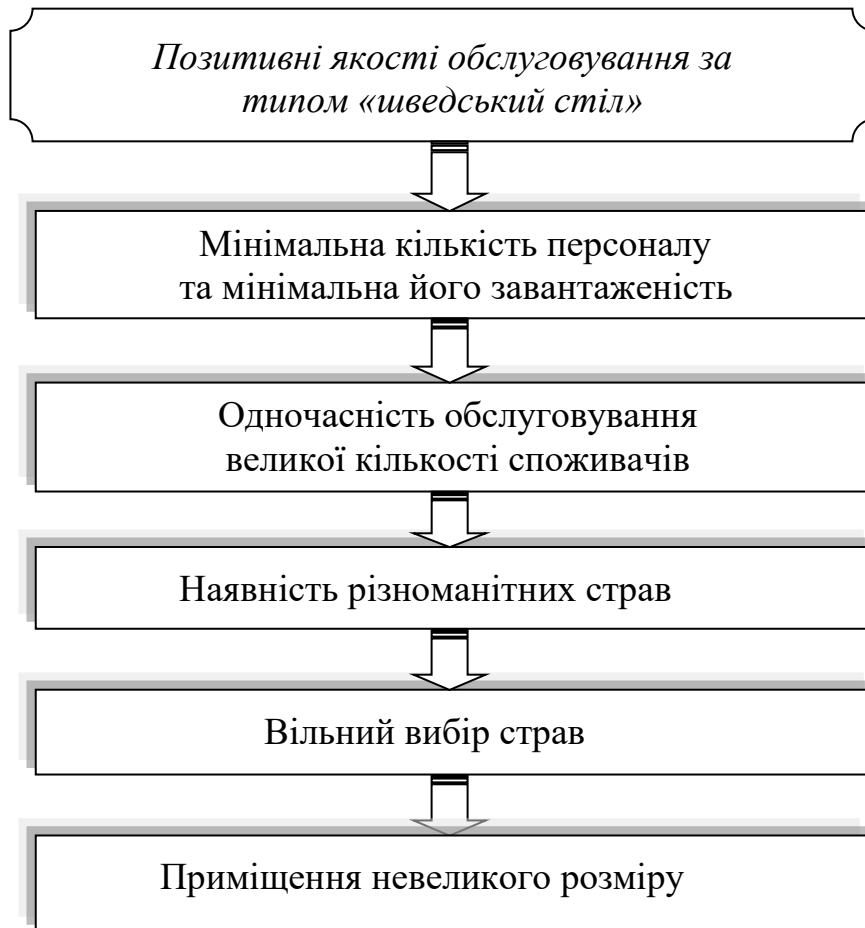 Позитивні якості обслуговування за
типом «шведський стіл»
Мінімальна кількість персоналу
та мінімальна його завантаженість
Одночасність обслуговування
великої кількості споживачів
Наявність різноманітних страв
Вільний вибір страв
Приміщення невеликого розміру